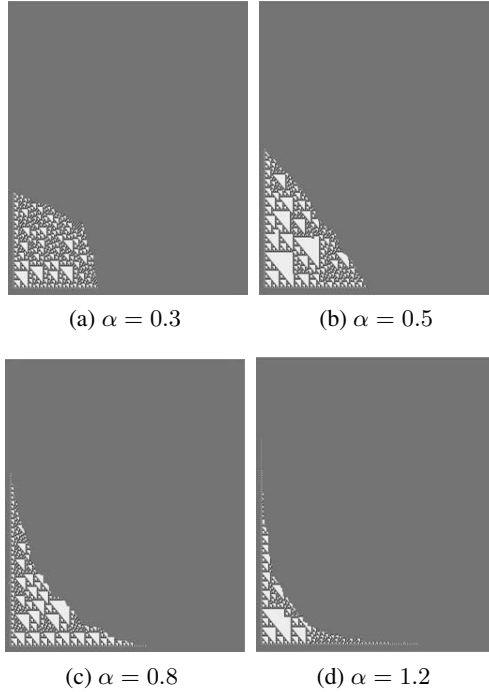 (a) α = 0.3
(b) α = 0.5
(c) α = 0.8
(d) α = 1.2